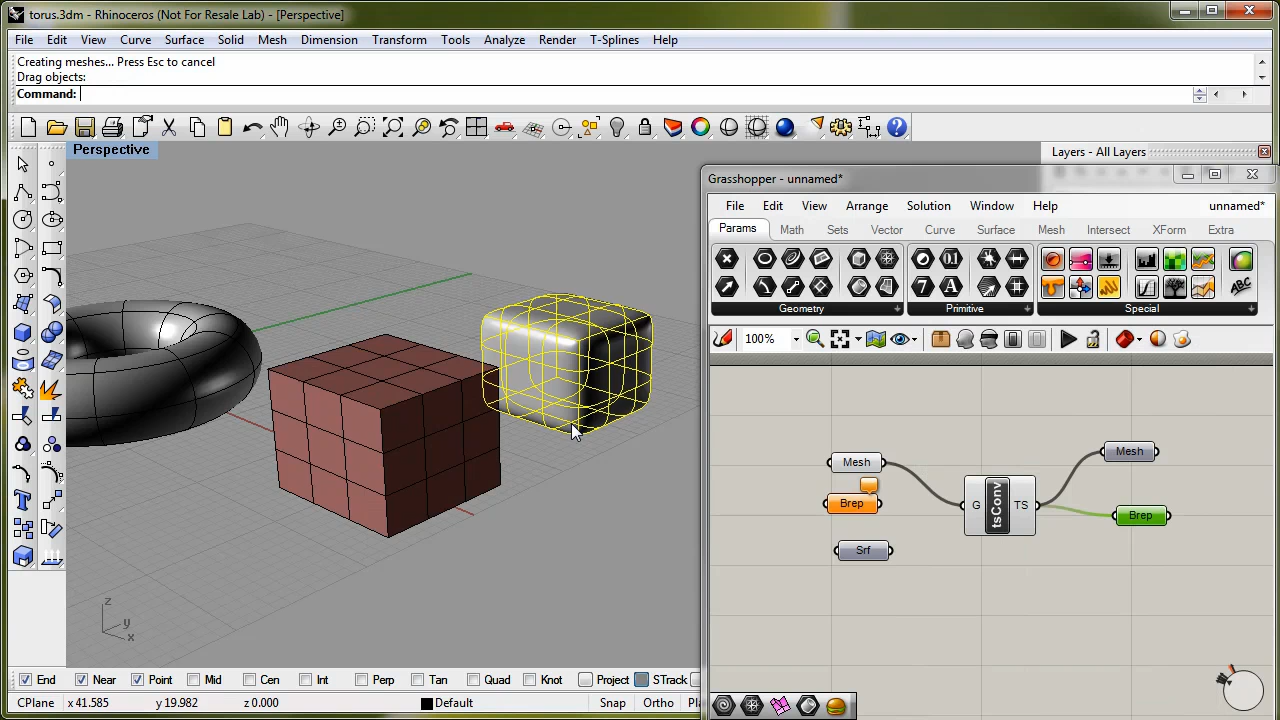 torus.3dm - Rhinoceros (Not For Resale Lab) - [Perspective]
File Edit View Curve Surface Solid Mesh Dimension Transform Tools Analyze Render T-Splines Help
Creating meshes... Press Esc to cancel
Drag objects:
Command:
Perspective
Layers - All Layers
Grasshopper - unnamed*
File Edit View Arrange Solution Window Help unnamed*
Params Math Sets Vector Curve Surface Mesh Intersect XForm Extra
Geometry Primitive Special
100%
Mesh
Brep
Srf
G tsConv TS
Mesh
Brep
z
y
x
End Near Point Mid Cen Int Perp Tan Quad Knot Project STrack
CPlane x 41.585 y 19.982 z 0.000 Default Snap Ortho